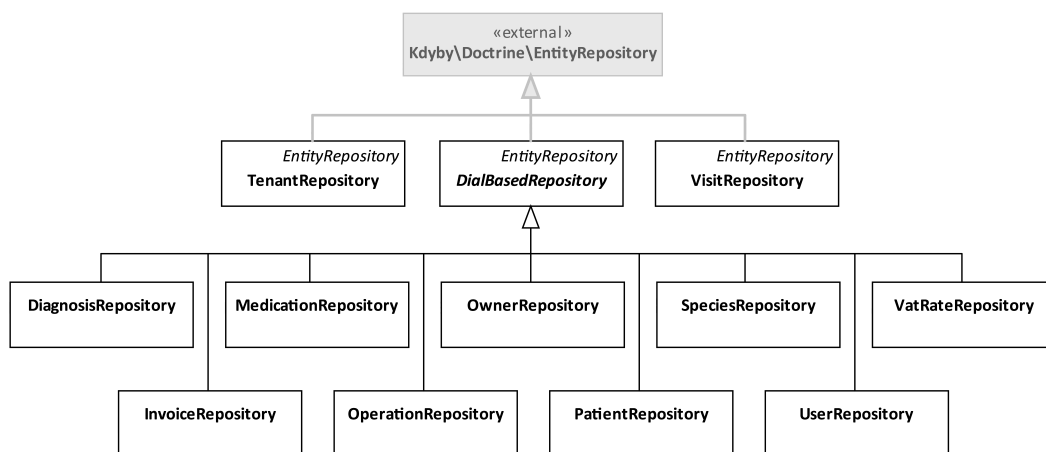 «external»
Kdyby\Doctrine\EntityRepository
EntityRepository
TenantRepository
EntityRepository
DialBasedRepository
EntityRepository
VisitRepository
DiagnosisRepository
MedicationRepository
OwnerRepository
SpeciesRepository
VatRateRepository
InvoiceRepository
OperationRepository
PatientRepository
UserRepository